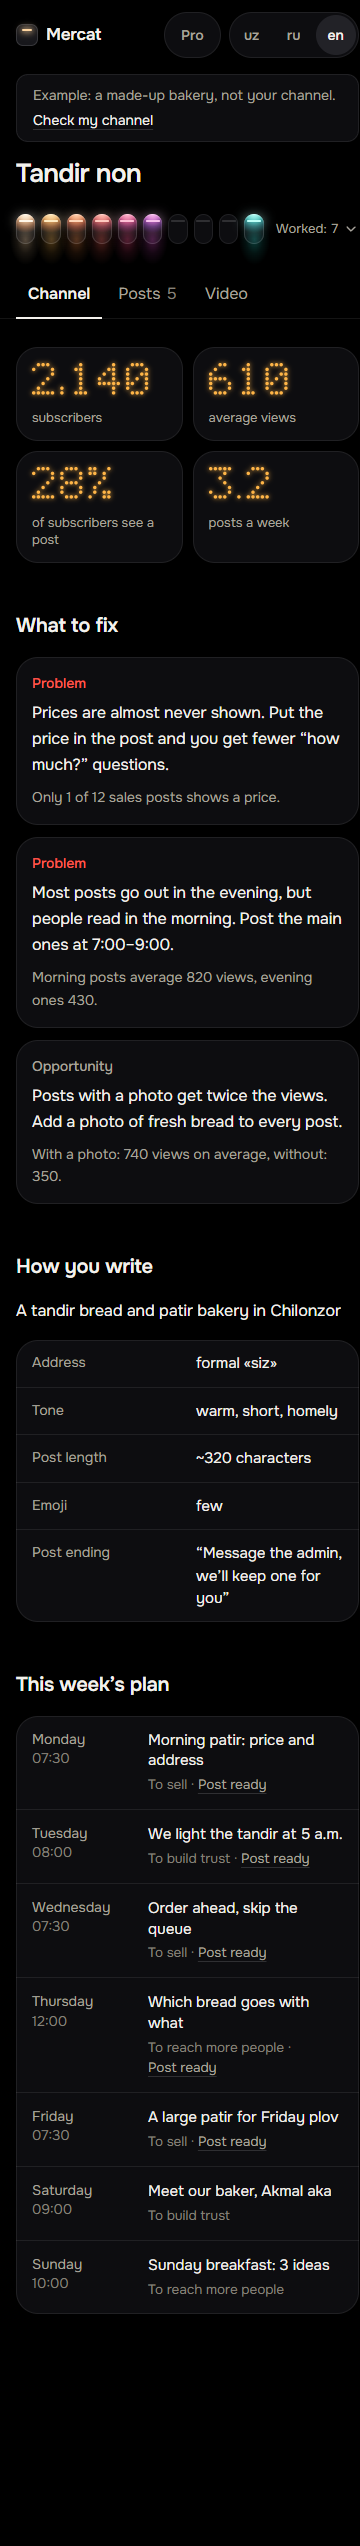 Mercat
Pro
uz
ru
en
Example: a made-up bakery, not your channel.
Check my channel
Tandir non
Worked: 7
Channel
Posts 5
Video
2,140
subscribers
610
average views
28%
of subscribers see a
post
3.2
posts a week
What to fix
Problem
Prices are almost never shown. Put the
price in the post and you get fewer “how
much?” questions.
Only 1 of 12 sales posts shows a price.
Problem
Most posts go out in the evening, but
people read in the morning. Post the main
ones at 7:00–9:00.
Morning posts average 820 views, evening
ones 430.
Opportunity
Posts with a photo get twice the views.
Add a photo of fresh bread to every post.
With a photo: 740 views on average, without:
350.
How you write
A tandir bread and patir bakery in Chilonzor
Address
formal «siz»
Tone
warm, short, homely
Post length
~320 characters
Emoji
few
Post ending
“Message the admin,
we’ll keep one for
you”
This week’s plan
Monday
07:30
Morning patir: price and
address
To sell · Post ready
Tuesday
08:00
We light the tandir at 5 a.m.
To build trust · Post ready
Wednesday
07:30
Order ahead, skip the
queue
To sell · Post ready
Thursday
12:00
Which bread goes with
what
To reach more people ·
Post ready
Friday
07:30
A large patir for Friday plov
To sell · Post ready
Saturday
09:00
Meet our baker, Akmal aka
To build trust
Sunday
10:00
Sunday breakfast: 3 ideas
To reach more people